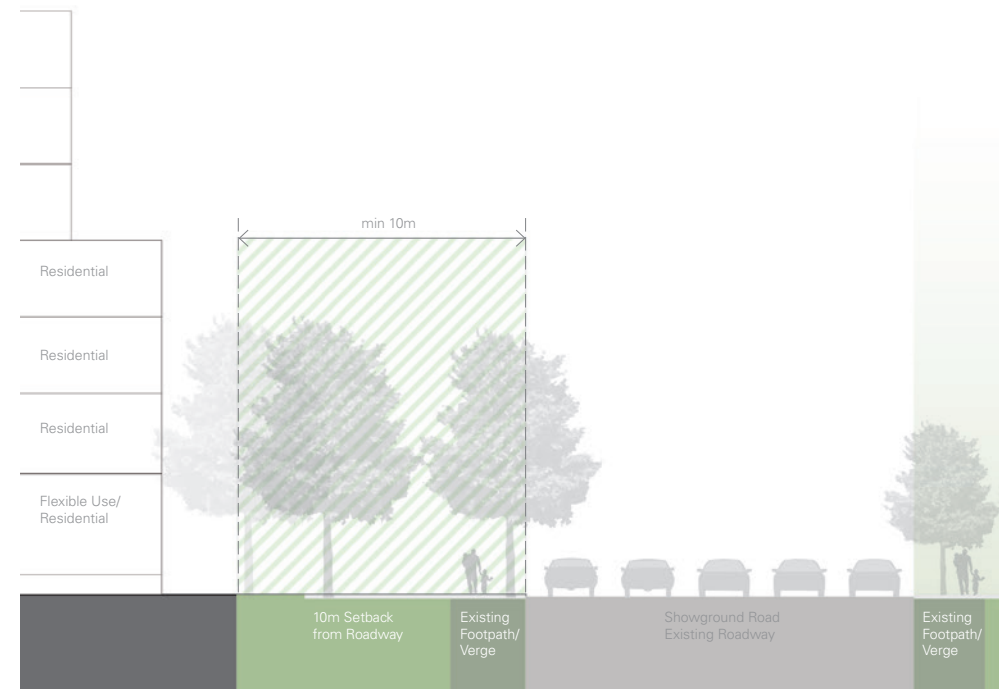 min 10m
Residential
Residential
Residential
Flexible Use/
Residential
10m Setback
from Roadway
Existing
Footpath/
Verge
Showground Road
Existing Roadway
Existing
Footpath/
Verge